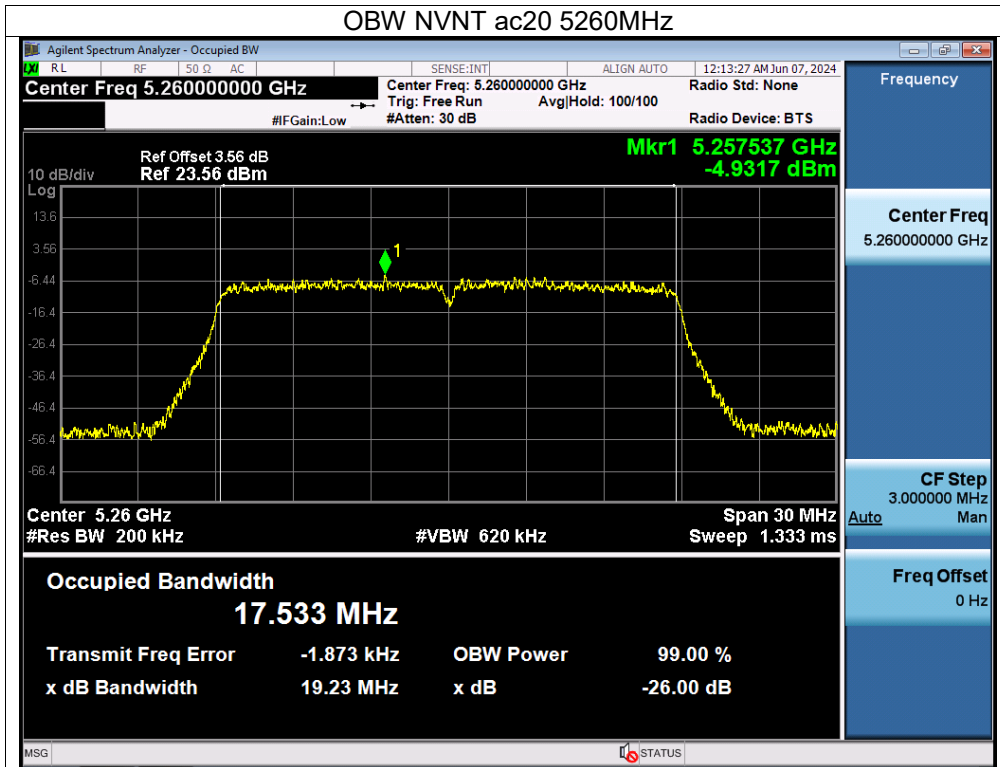 OBW NVNT ac20 5260MHz
Agilent Spectrum Analyzer - Occupied BW
LXI RL RF 50 Ω AC SENSE:INT ALIGN AUTO 12:13:27 AM Jun 07, 2024
Center Freq 5.260000000 GHz
Center Freq: 5.260000000 GHz
Radio Std: None
Trig: Free Run Avg|Hold: 100/100
#IFGain:Low
#Atten: 30 dB
Radio Device: BTS
Frequency
Mkr1 5.257537 GHz
-4.9317 dBm
Ref Offset 3.56 dB
10 dB/div Ref 23.56 dBm
Log
13.6
3.56
-6.44
-16.4
-26.4
-36.4
-46.4
-56.4
-66.4
1
Center 5.26 GHz Span 30 MHz
#Res BW 200 kHz #VBW 620 kHz Sweep 1.333 ms
Center Freq
5.260000000 GHz
CF Step
3.000000 MHz
Auto Man
Freq Offset
0 Hz
Occupied Bandwidth
17.533 MHz
Transmit Freq Error -1.873 kHz OBW Power 99.00 %
x dB Bandwidth 19.23 MHz x dB -26.00 dB
MSG STATUS